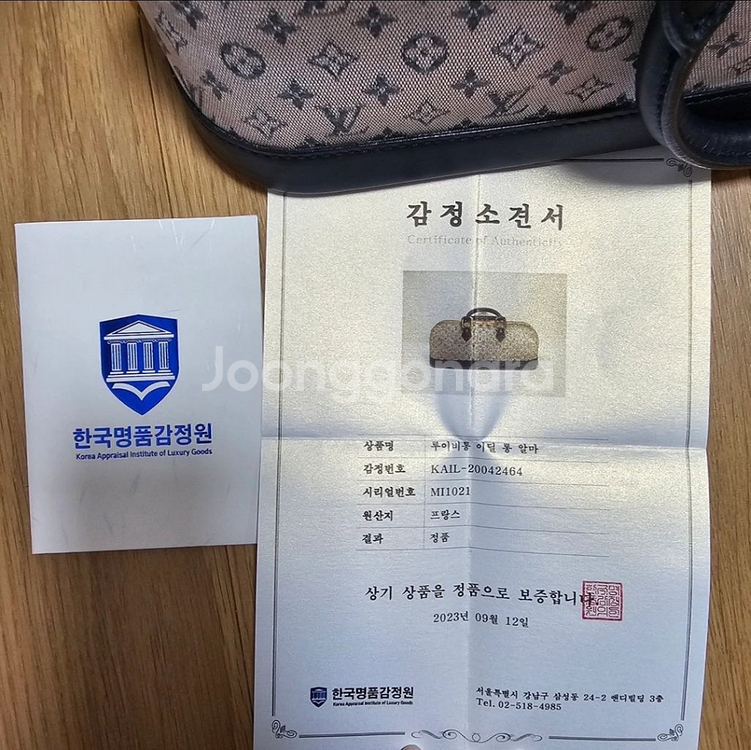 감정소견서
Certificate of Authenticity
Joonggonara
한국명품감정원
Korea Appraisal Institute of Luxury Goods
상품명 루이비통 이딜 롱 알마
감정번호 KAIL-20042464
시리얼번호 MI1021
원산지 프랑스
결과 정품
상기 상품을 정품으로 보증합니다.
2023년 09월 12일
한국명품감정원
Korea Appraisal Institute of Luxury Goods
서울특별시 강남구 삼성동 24-2 앤디빌딩 3층
Tel. 02-518-4985